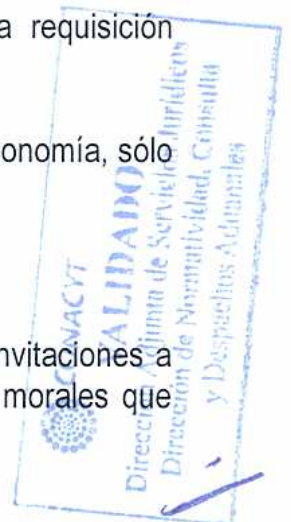 a requisición
onomía, sólo
nvitaciones a
morales que
CONACYT
VALIDADO
Dirección Adjunta de Servicios Jurídicos
Dirección de Normatividad, Consulta
y Despachos Aduanales